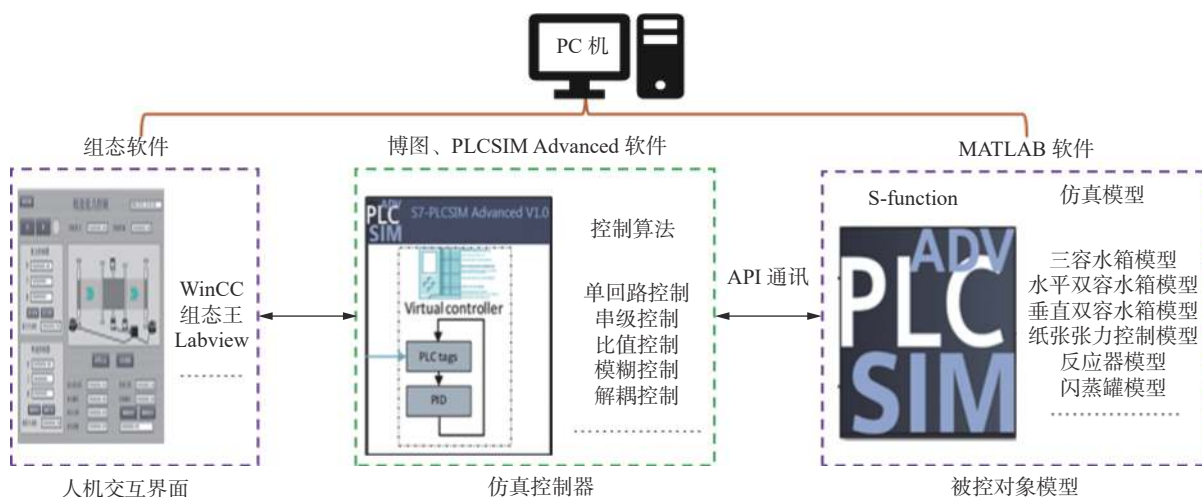 PC 机
组态软件
博图、PLCSIM Advanced 软件
MATLAB 软件
WinCC
组态王
Labview
人机交互界面
ADV
PLC
SIM
S7-PLCSIM Advanced V1.0
Virtual controller
PLC tags
PID
控制算法
单回路控制
串级控制
比值控制
模糊控制
解耦控制
仿真控制器
API 通讯
S-function
ADV
PLC
SIM
仿真模型
三容水箱模型
水平双容水箱模型
垂直双容水箱模型
纸张张力控制模型
反应器模型
闪蒸罐模型
被控对象模型